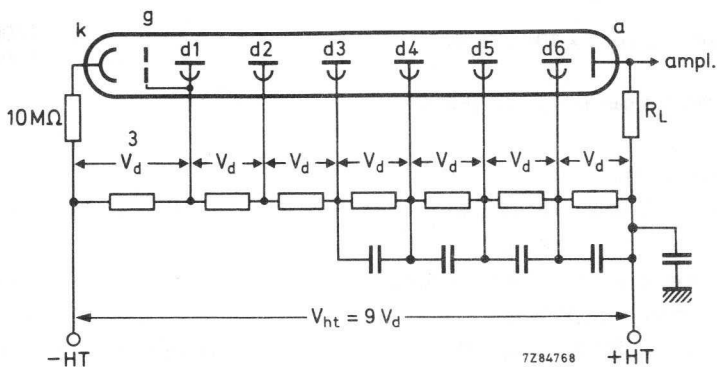 k g a
d1 d2 d3 d4 d5 d6
ampl.
10 MΩ
R_L
3
V_d V_d V_d V_d V_d V_d V_d
V_ht = 9 V_d
−HT
7Z84768
+HT